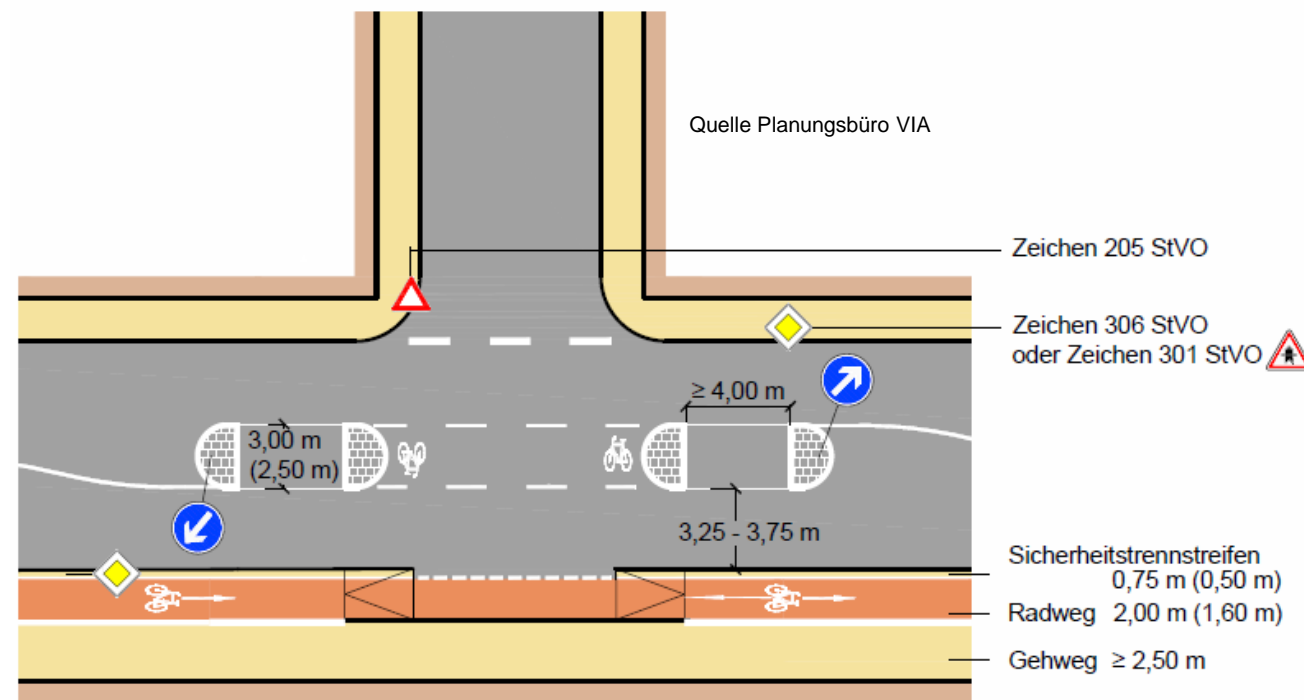 Quelle Planungsbüro VIA
Zeichen 205 StVO
Zeichen 306 StVO
oder Zeichen 301 StVO
≥ 4,00 m
3,00 m
(2,50 m)
3,25 - 3,75 m
Sicherheitstrennstreifen
0,75 m (0,50 m)
Radweg 2,00 m (1,60 m)
Gehweg ≥ 2,50 m